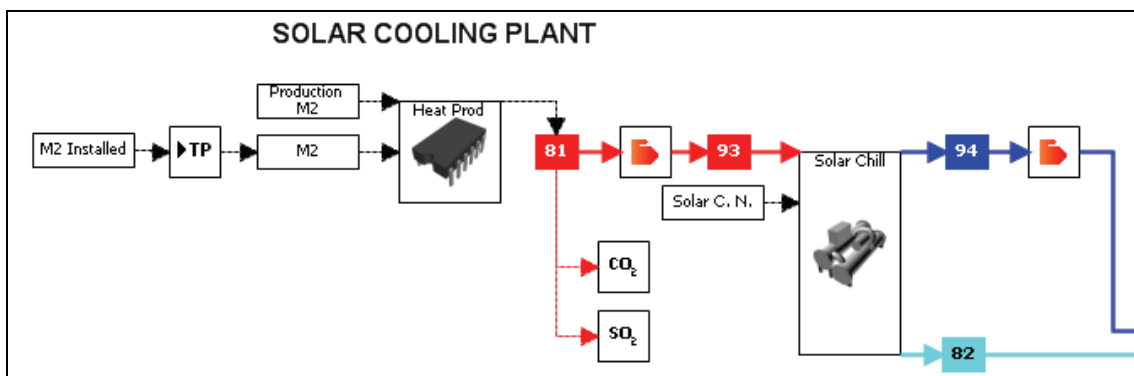 SOLAR COOLING PLANT
Production
M2
Heat Prod
M2 Installed
TP
M2
81
93
Solar Chill
94
Solar C. N.
CO₂
SO₂
82